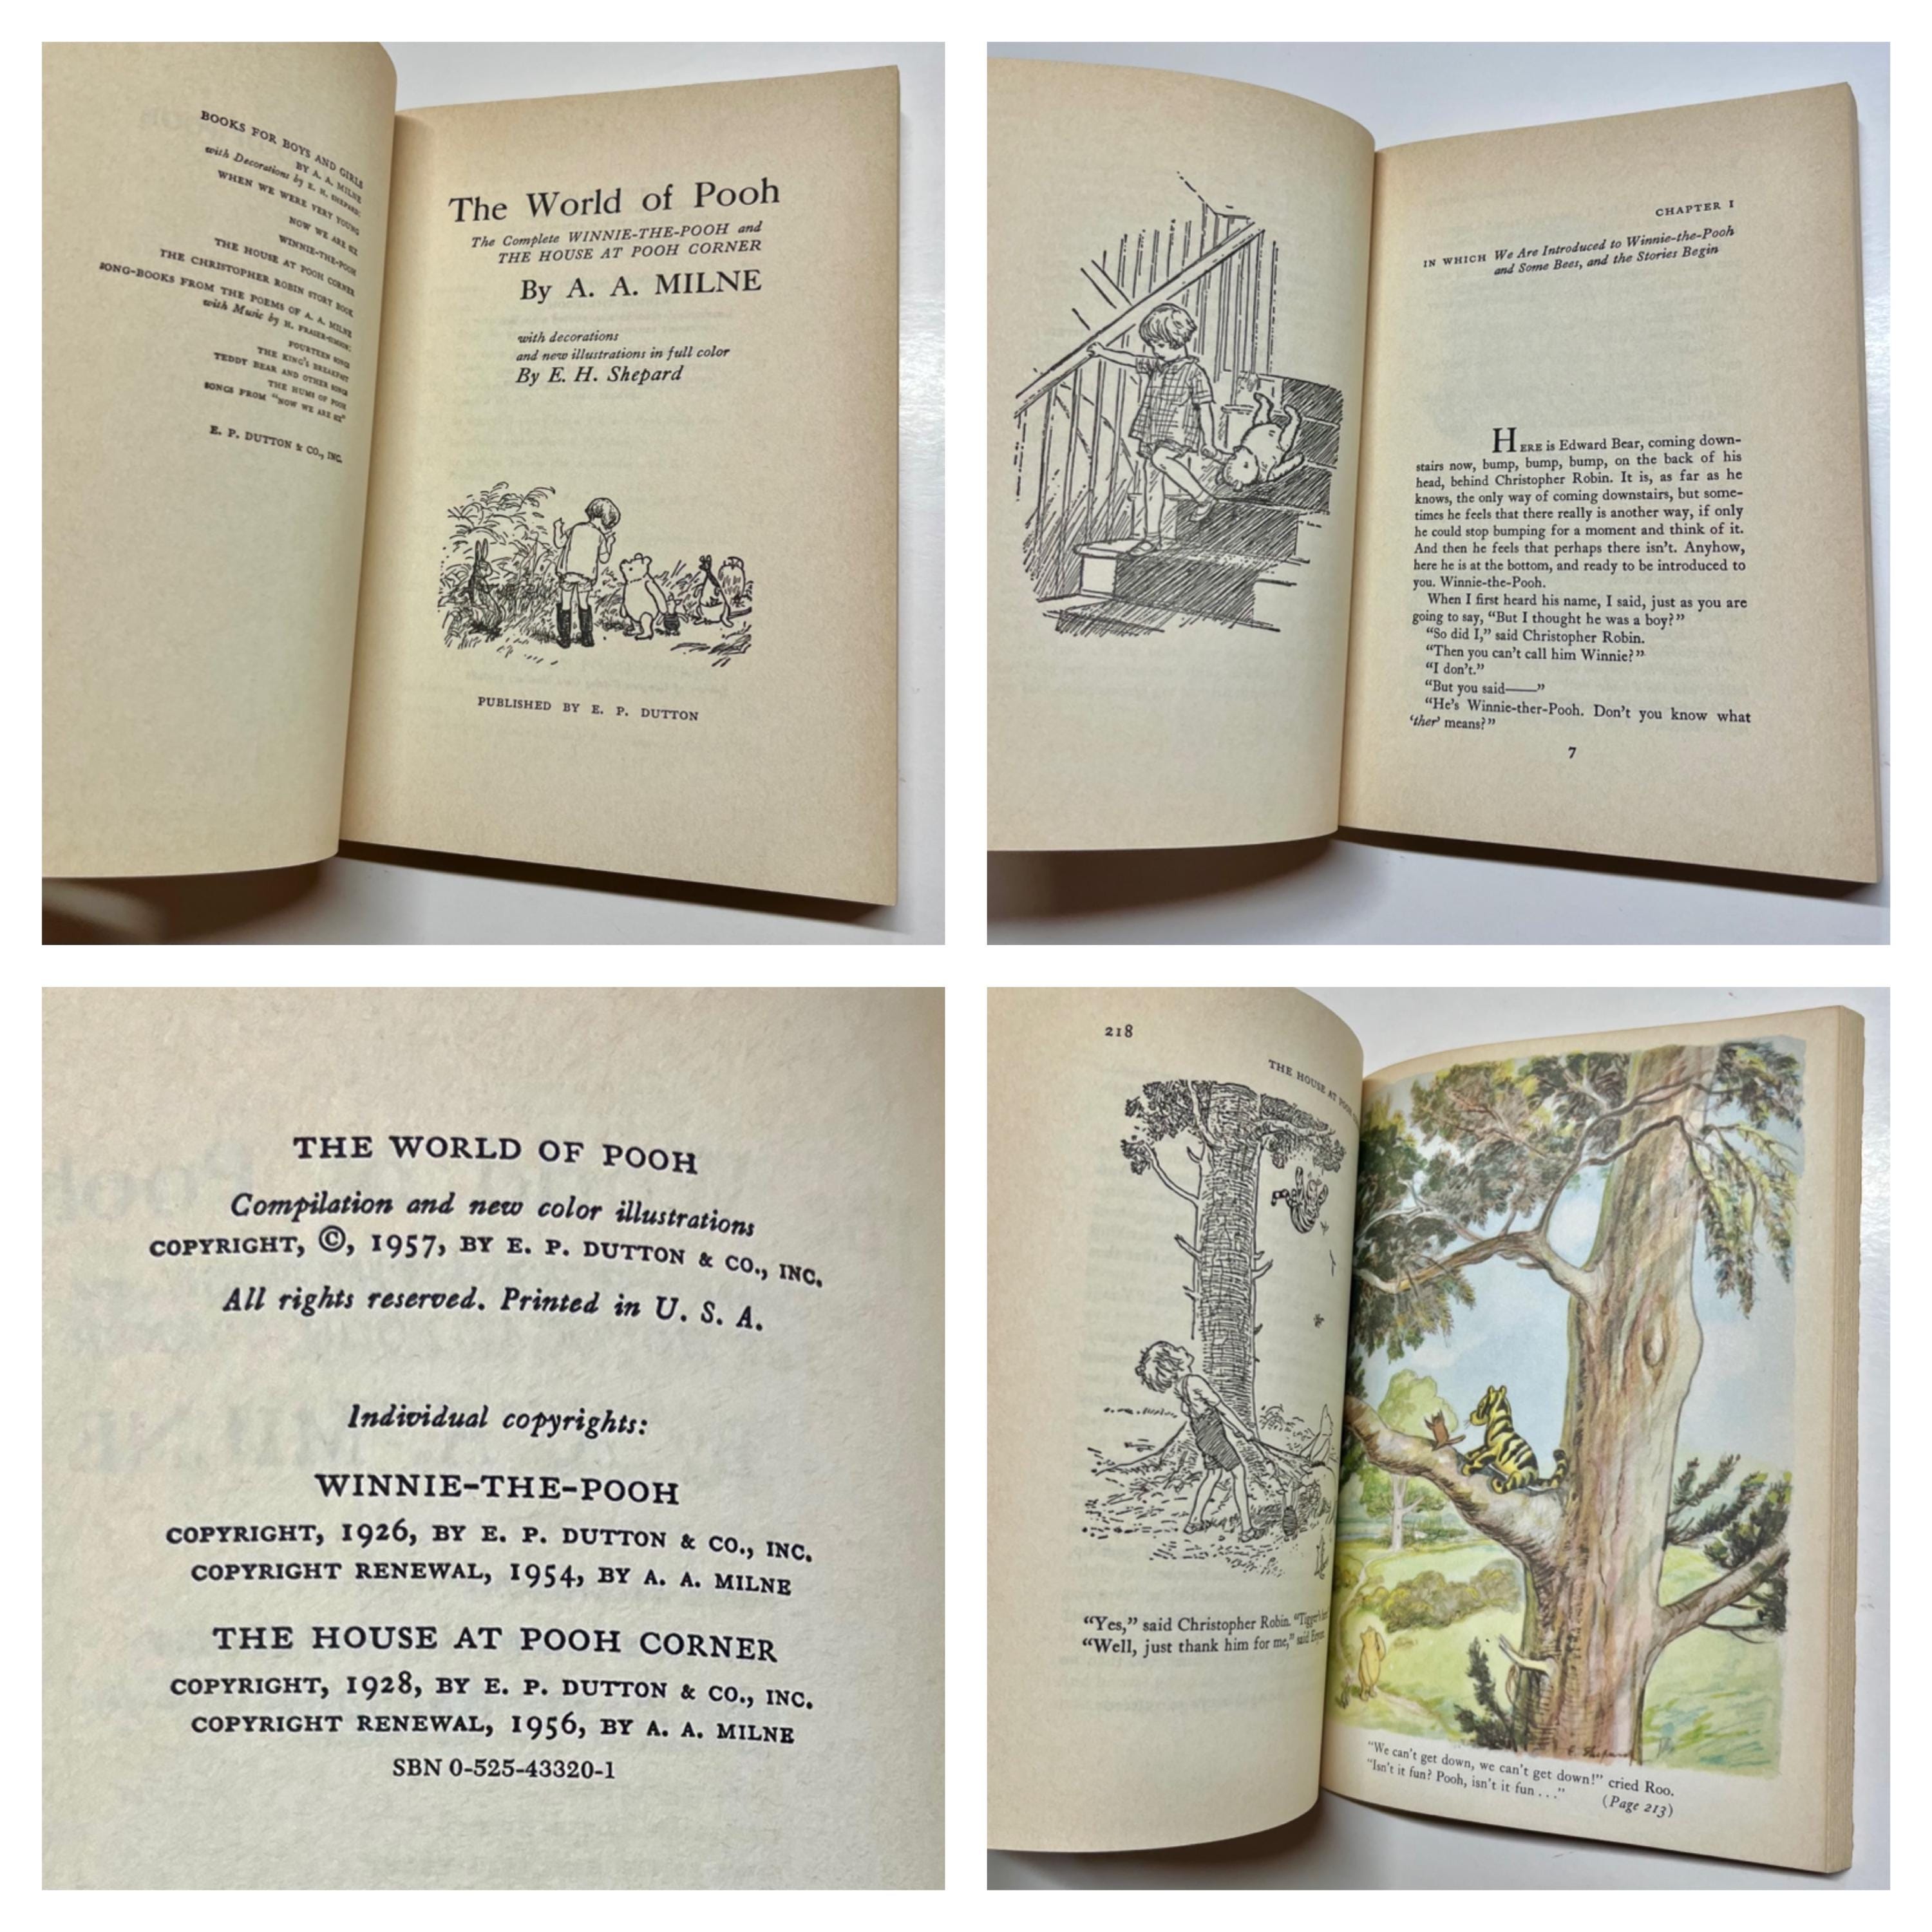 BOOKS FOR BOYS AND GIRLS
BY A. A. MILNE
with Decorations by E. H. SHEPARD:
WHEN WE WERE VERY YOUNG
NOW WE ARE SIX
WINNIE-THE-POOH
THE HOUSE AT POOH CORNER
THE CHRISTOPHER ROBIN STORY BOOK
SONG-BOOKS FROM THE POEMS OF A. A. MILNE
with Music by H. FRASER-SIMSON:
FOURTEEN SONGS
THE KING'S BREAKFAST
TEDDY BEAR AND OTHER SONGS
THE HUMS OF POOH
SONGS FROM "NOW WE ARE SIX"
E. P. DUTTON & CO., INC.
The World of Pooh
The Complete WINNIE-THE-POOH and
THE HOUSE AT POOH CORNER
By A. A. MILNE
with decorations
and new illustrations in full color
By E. H. Shepard
PUBLISHED BY E. P. DUTTON
CHAPTER I
IN WHICH We Are Introduced to Winnie-the-Pooh
and Some Bees, and the Stories Begin
HERE is Edward Bear, coming down-
stairs now, bump, bump, bump, on the back of his
head, behind Christopher Robin. It is, as far as he
knows, the only way of coming downstairs, but some-
times he feels that there really is another way, if only
he could stop bumping for a moment and think of it.
And then he feels that perhaps there isn't. Anyhow,
here he is at the bottom, and ready to be introduced to
you. Winnie-the-Pooh.
When I first heard his name, I said, just as you are
going to say, "But I thought he was a boy?"
"So did I," said Christopher Robin.
"Then you can't call him Winnie?"
"I don't."
"But you said——"
"He's Winnie-ther-Pooh. Don't you know what
'ther' means?"
7
THE WORLD OF POOH
Compilation and new color illustrations
COPYRIGHT, ©, 1957, BY E. P. DUTTON & CO., INC.
All rights reserved. Printed in U. S. A.
Individual copyrights:
WINNIE-THE-POOH
COPYRIGHT, 1926, BY E. P. DUTTON & CO., INC.
COPYRIGHT RENEWAL, 1954, BY A. A. MILNE
THE HOUSE AT POOH CORNER
COPYRIGHT, 1928, BY E. P. DUTTON & CO., INC.
COPYRIGHT RENEWAL, 1956, BY A. A. MILNE
SBN 0-525-43320-1
218
THE HOUSE AT POOH
"Yes," said Christopher Robin. "Tigger's
"Well, just thank him for me," said
"We can't get down, we can't get down!" cried Roo.
"Isn't it fun? Pooh, isn't it fun . . ."
(Page 213)